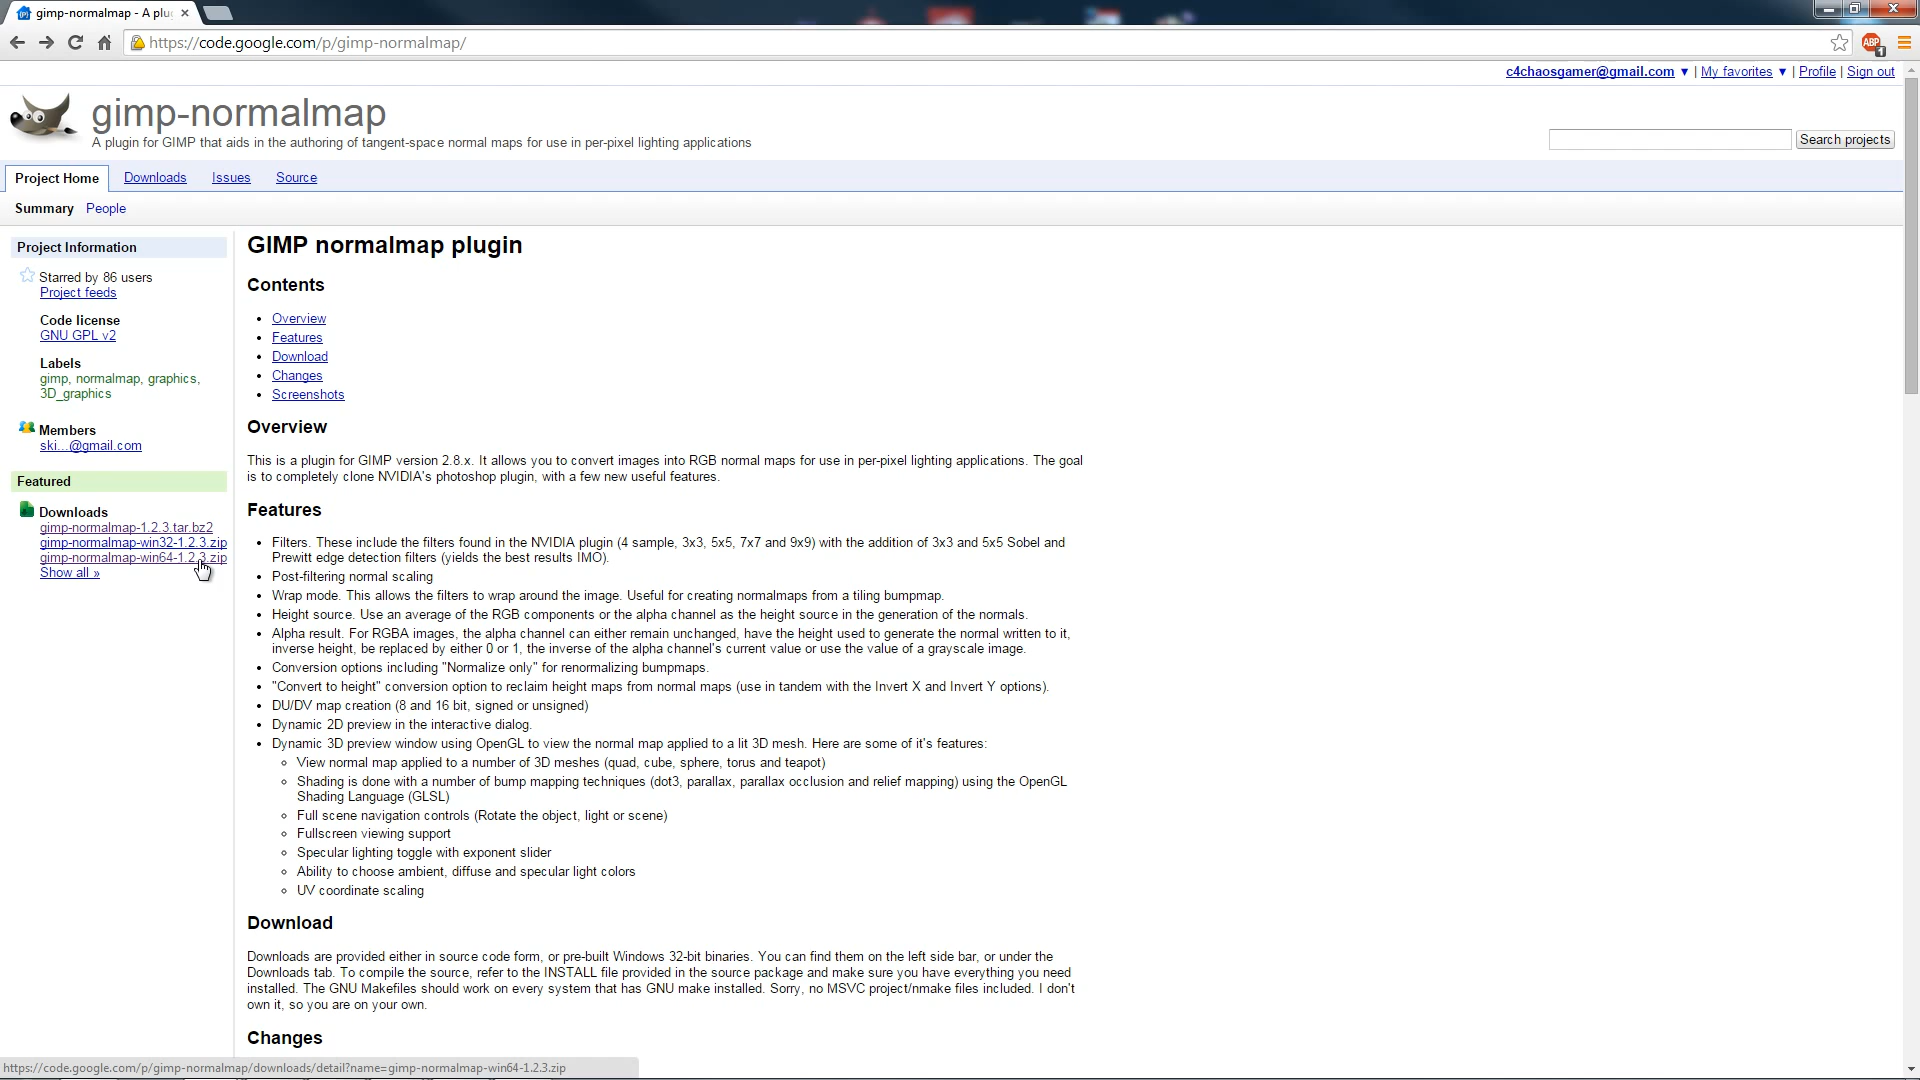 gimp-normalmap - A plu
https://code.google.com/p/gimp-normalmap/
ABP
1
c4chaosgamer@gmail.com ▼ | My favorites ▼ | Profile | Sign out
gimp-normalmap
A plugin for GIMP that aids in the authoring of tangent-space normal maps for use in per-pixel lighting applications
Search projects
Project Home Downloads Issues Source
Summary People
Project Information
Starred by 86 users
Project feeds
Code license
GNU GPL v2
Labels
gimp, normalmap, graphics,
3D_graphics
Members
ski...@gmail.com
Featured
Downloads
gimp-normalmap-1.2.3.tar.bz2
gimp-normalmap-win32-1.2.3.zip
gimp-normalmap-win64-1.2.3.zip
Show all »
GIMP normalmap plugin
Contents
• Overview
• Features
• Download
• Changes
• Screenshots
Overview
This is a plugin for GIMP version 2.8.x. It allows you to convert images into RGB normal maps for use in per-pixel lighting applications. The goal
is to completely clone NVIDIA's photoshop plugin, with a few new useful features.
Features
• Filters. These include the filters found in the NVIDIA plugin (4 sample, 3x3, 5x5, 7x7 and 9x9) with the addition of 3x3 and 5x5 Sobel and
Prewitt edge detection filters (yields the best results IMO).
• Post-filtering normal scaling
• Wrap mode. This allows the filters to wrap around the image. Useful for creating normalmaps from a tiling bumpmap.
• Height source. Use an average of the RGB components or the alpha channel as the height source in the generation of the normals.
• Alpha result. For RGBA images, the alpha channel can either remain unchanged, have the height used to generate the normal written to it,
inverse height, be replaced by either 0 or 1, the inverse of the alpha channel's current value or use the value of a grayscale image.
• Conversion options including "Normalize only" for renormalizing bumpmaps.
• "Convert to height" conversion option to reclaim height maps from normal maps (use in tandem with the Invert X and Invert Y options).
• DU/DV map creation (8 and 16 bit, signed or unsigned)
• Dynamic 2D preview in the interactive dialog.
• Dynamic 3D preview window using OpenGL to view the normal map applied to a lit 3D mesh. Here are some of it's features:
○ View normal map applied to a number of 3D meshes (quad, cube, sphere, torus and teapot)
○ Shading is done with a number of bump mapping techniques (dot3, parallax, parallax occlusion and relief mapping) using the OpenGL
Shading Language (GLSL)
○ Full scene navigation controls (Rotate the object, light or scene)
○ Fullscreen viewing support
○ Specular lighting toggle with exponent slider
○ Ability to choose ambient, diffuse and specular light colors
○ UV coordinate scaling
Download
Downloads are provided either in source code form, or pre-built Windows 32-bit binaries. You can find them on the left side bar, or under the
Downloads tab. To compile the source, refer to the INSTALL file provided in the source package and make sure you have everything you need
installed. The GNU Makefiles should work on every system that has GNU make installed. Sorry, no MSVC project/nmake files included. I don't
own it, so you are on your own.
Changes
https://code.google.com/p/gimp-normalmap/downloads/detail?name=gimp-normalmap-win64-1.2.3.zip